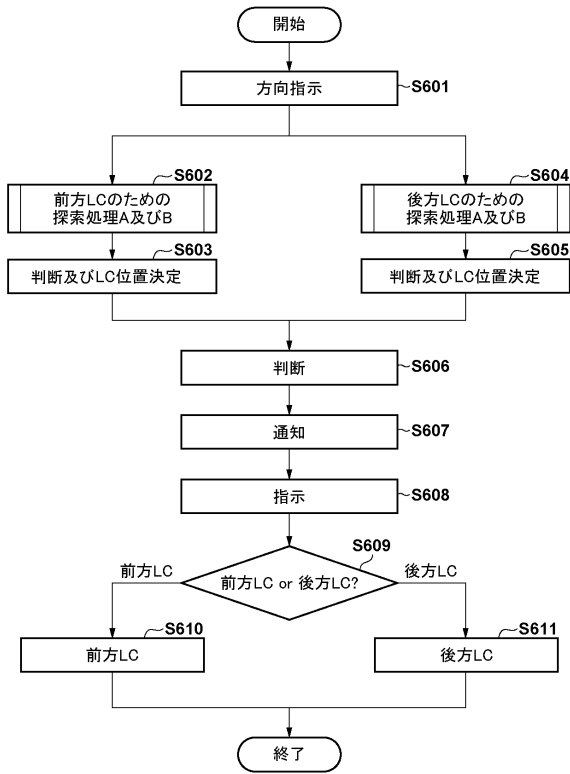 開始
方向指示
S601
S602
前方LCのための
探索処理A及びB
S604
後方LCのための
探索処理A及びB
S603
判断及びLC位置決定
S605
判断及びLC位置決定
判断
S606
通知
S607
指示
S608
S609
前方LC or 後方LC?
前方LC
後方LC
S610
前方LC
S611
後方LC
終了